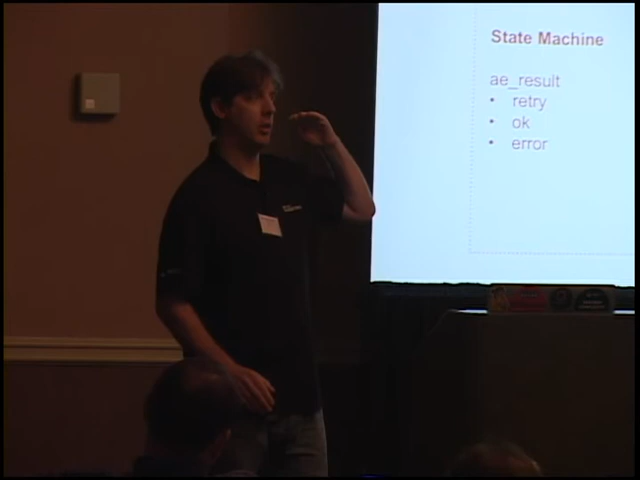 State Machine
ae_result
• retry
• ok
• error